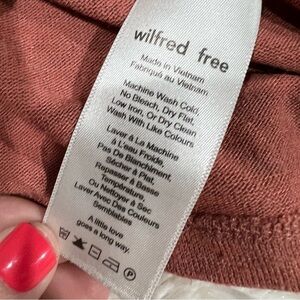 wilfred free
Made in Vietnam
Fabriqué au Vietnam
Machine Wash Cold,
No Bleach, Dry Flat,
Low Iron, Or Dry Clean
Wash With Like Colours
Laver À La Machine
à L'eau Froide,
Pas De Blanchiment,
Sécher à Plat,
Repasser à Basse
Température,
Ou Nettoyer à Sec
Laver Avec Des Couleurs
Semblables
A little love
goes a long way.
P